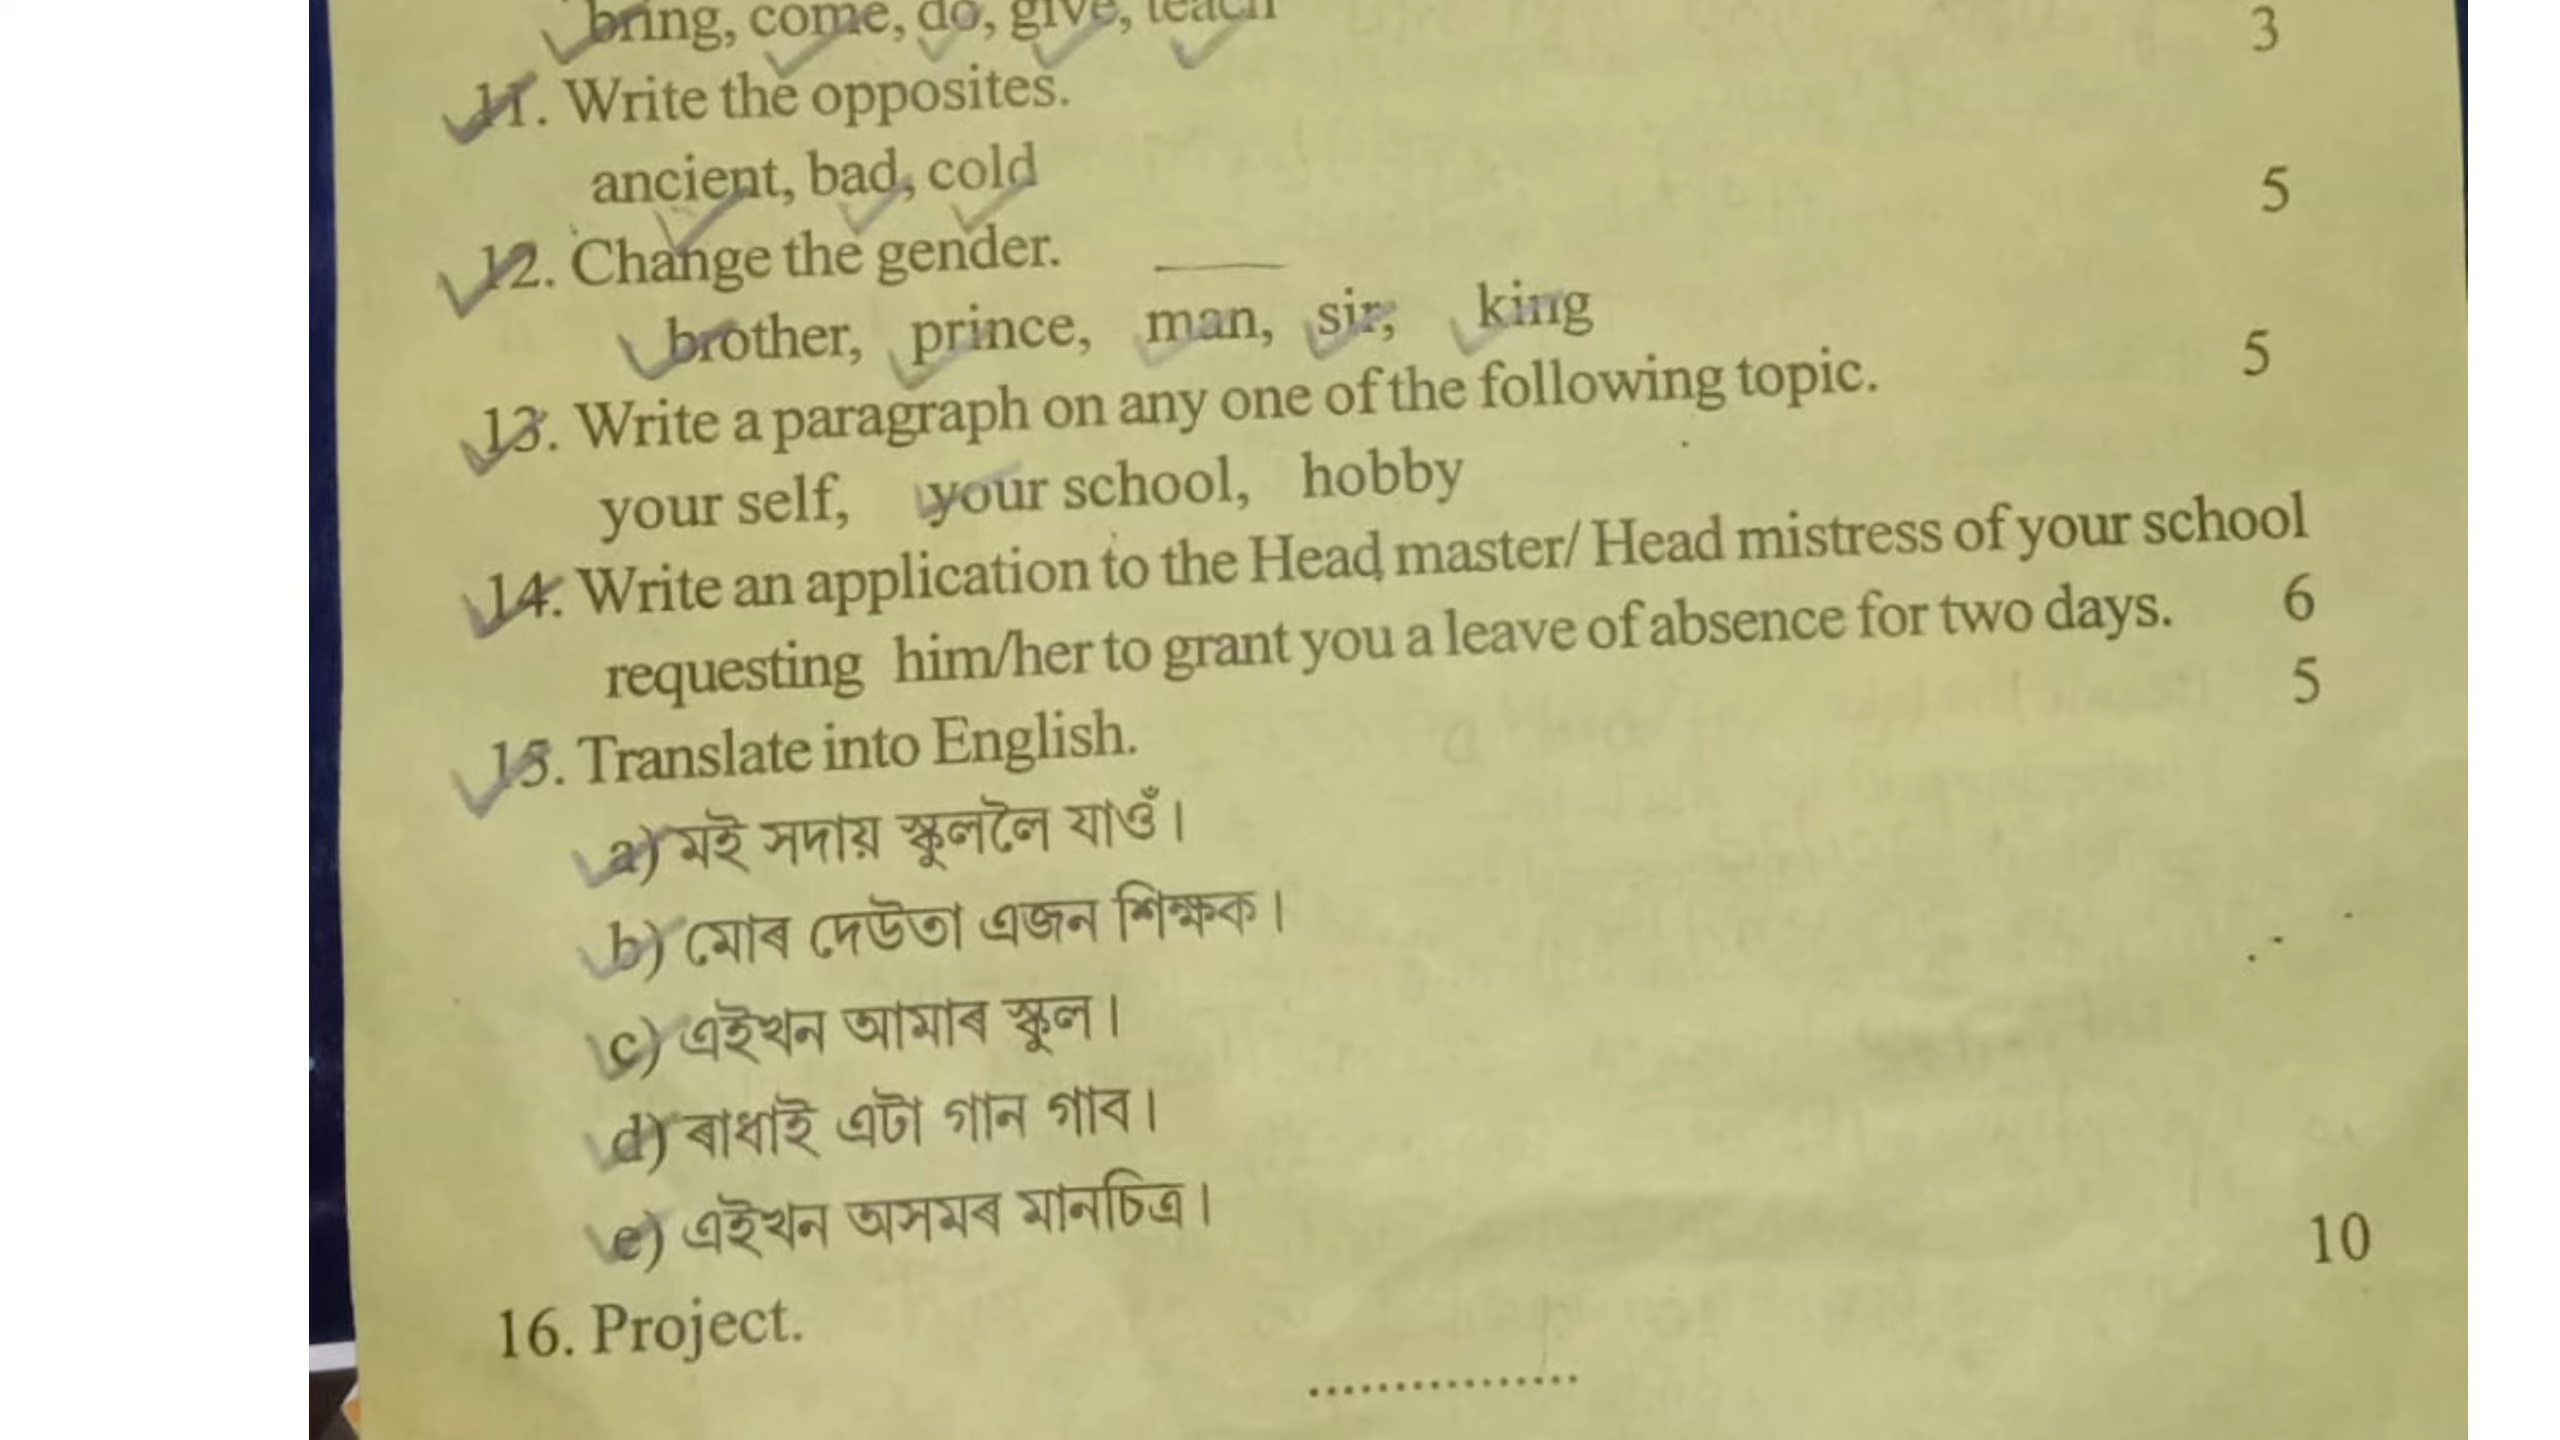 bring, come, do, give, teach
3
11. Write the opposites.
ancient, bad, cold
5
12. Change the gender.
brother, prince, man, sir, king
5
13. Write a paragraph on any one of the following topic.
your self, your school, hobby
14. Write an application to the Head master/ Head mistress of your school
requesting him/her to grant you a leave of absence for two days. 6
5
15. Translate into English.
a) মই সদায় স্কুললৈ যাওঁ।
b) মোৰ দেউতা এজন শিক্ষক।
c) এইখন আমাৰ স্কুল।
d) ৰাধাই এটা গান গাব।
e) এইখন অসমৰ মানচিত্ৰ।
10
16. Project.
................